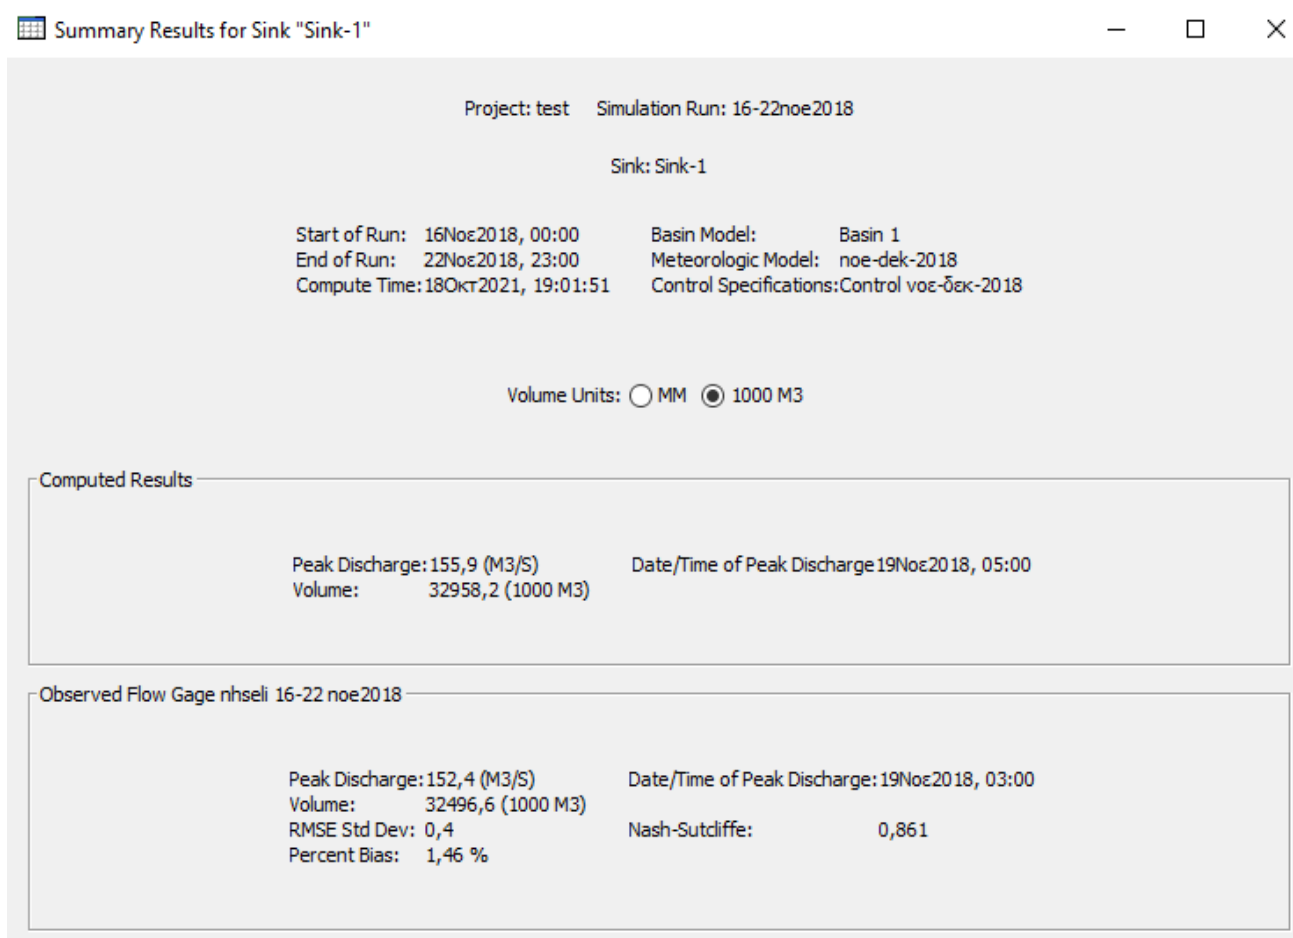 Summary Results for Sink "Sink-1"
Project: test Simulation Run: 16-22noe2018
Sink: Sink-1
Start of Run: 16Νοε2018, 00:00 Basin Model: Basin 1
End of Run: 22Νοε2018, 23:00 Meteorologic Model: noe-dek-2018
Compute Time:18Οκτ2021, 19:01:51 Control Specifications:Control νοε-δεκ-2018
Volume Units: MM 1000 M3
Computed Results
Peak Discharge:155,9 (M3/S) Date/Time of Peak Discharge19Νοε2018, 05:00
Volume: 32958,2 (1000 M3)
Observed Flow Gage nhseli 16-22 noe2018
Peak Discharge:152,4 (M3/S) Date/Time of Peak Discharge:19Νοε2018, 03:00
Volume: 32496,6 (1000 M3)
RMSE Std Dev: 0,4 Nash-Sutcliffe: 0,861
Percent Bias: 1,46 %